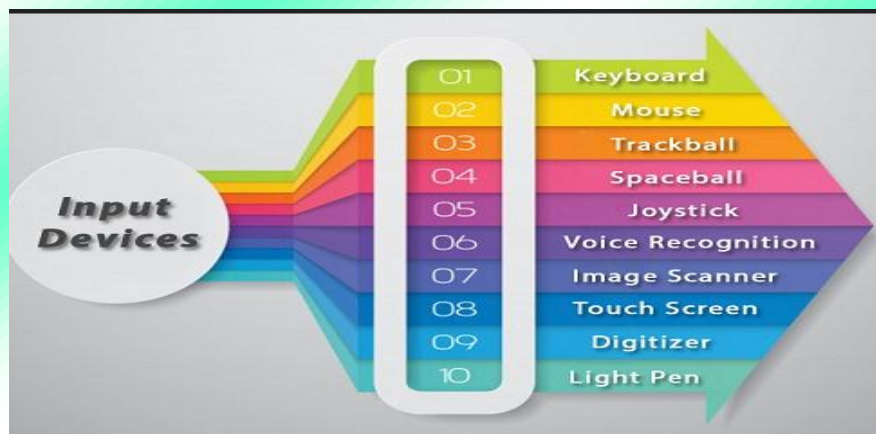 Input
Devices
01 Keyboard
02 Mouse
03 Trackball
04 Spaceball
05 Joystick
06 Voice Recognition
07 Image Scanner
08 Touch Screen
09 Digitizer
10 Light Pen